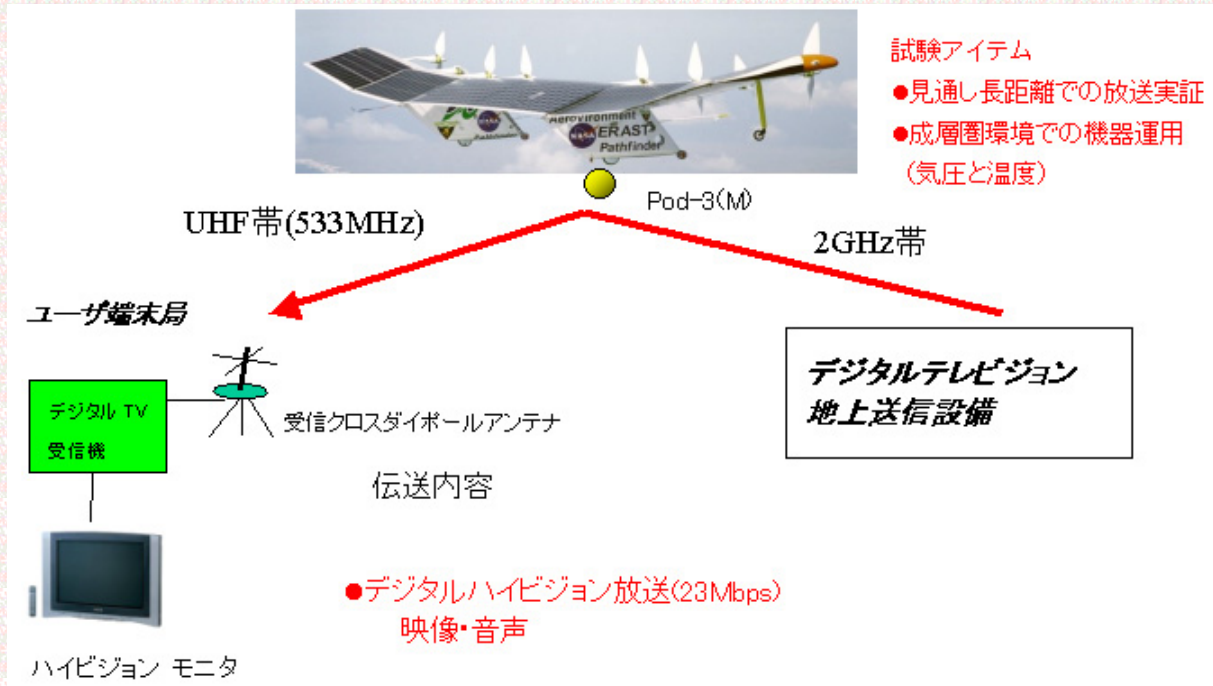 試験アイテム
●見通し長距離での放送実証
●成層圏環境での機器運用
(気圧と温度)
Aerovironment
ERAST
Pathfinder
NASA
Pod-3(M)
UHF帯(533MHz)
2GHz帯
ユーザ端末局
デジタル TV
受信機
受信クロスダイポールアンテナ
デジタルテレビジョン
地上送信設備
伝送内容
●デジタルハイビジョン放送(23Mbps)
映像・音声
ハイビジョン モニタ